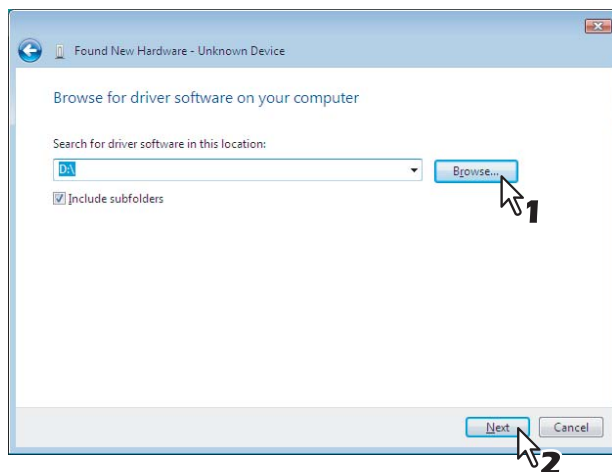 Found New Hardware - Unknown Device
Browse for driver software on your computer
Search for driver software in this location:
D:\
Browse...
Include subfolders
1
Next
Cancel
2